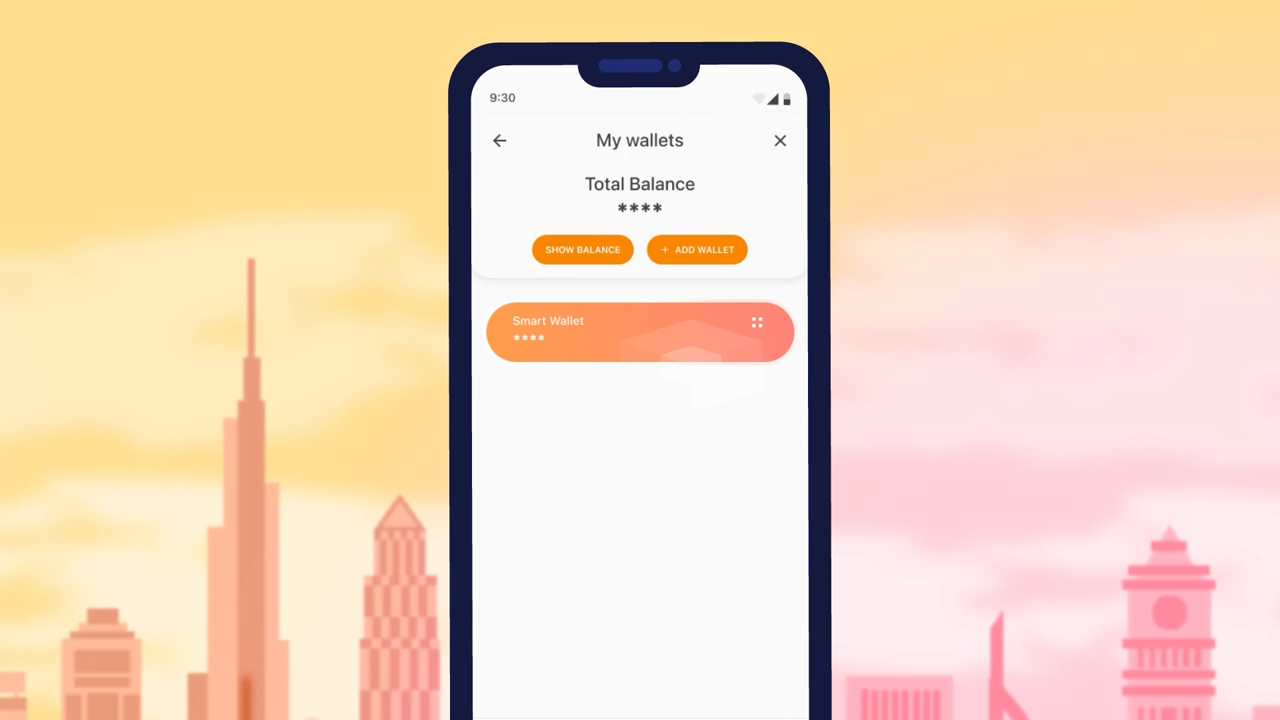 9:30
My wallets
Total Balance
****
SHOW BALANCE
+ ADD WALLET
Smart Wallet
****